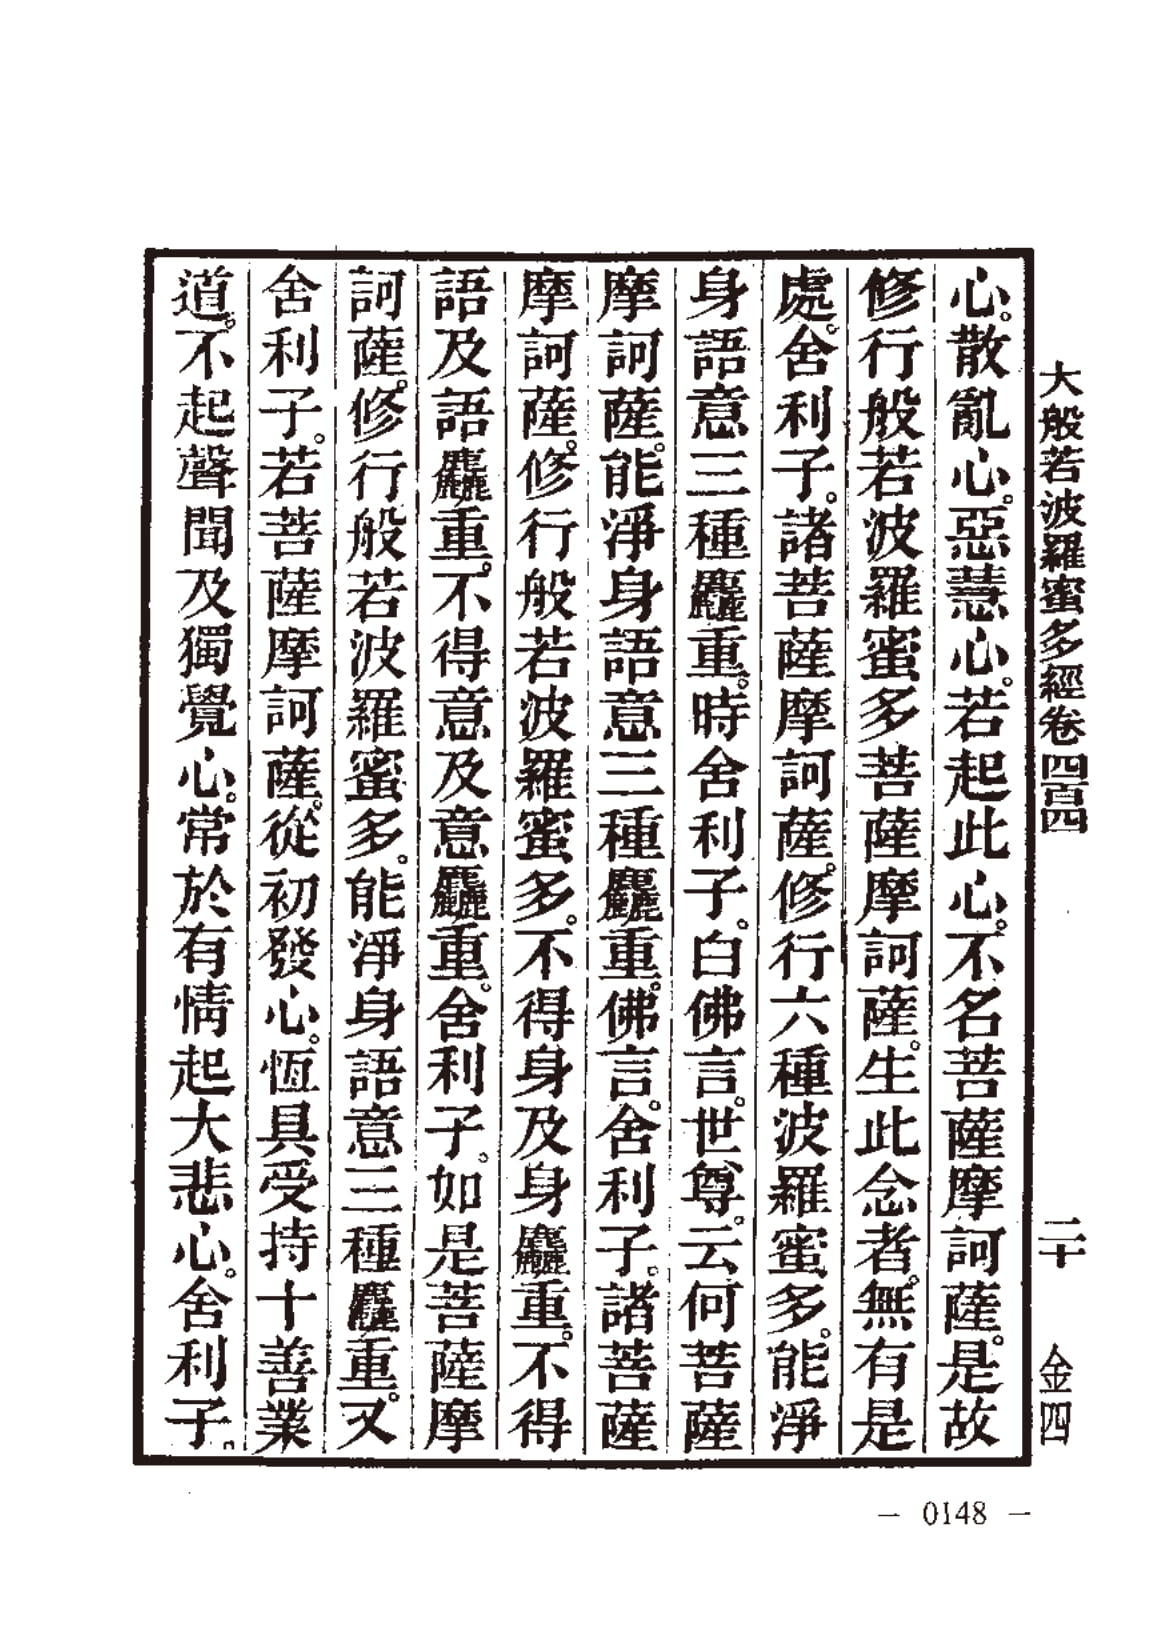 大般若波羅蜜多經卷四百四　二十　金四
心。散亂心。惡慧心。若起此心。不名菩薩摩訶薩。是故
修行般若波羅蜜多菩薩摩訶薩。生此念者。無有是
處。舍利子。諸菩薩摩訶薩。修行六種波羅蜜多。能淨
身語意三種麤重。時舍利子。白佛言。世尊。云何菩薩
摩訶薩。能淨身語意三種麤重。佛言。舍利子。諸菩薩
摩訶薩。修行般若波羅蜜多。不得身及身麤重。不得
語及語麤重。不得意及意麤重。舍利子。如是菩薩摩
訶薩。修行般若波羅蜜多。能淨身語意三種麤重。又
舍利子。若菩薩摩訶薩。從初發心。恆具受持十善業
道。不起聲聞及獨覺心。常於有情起大悲心。舍利子。
— 0148 —